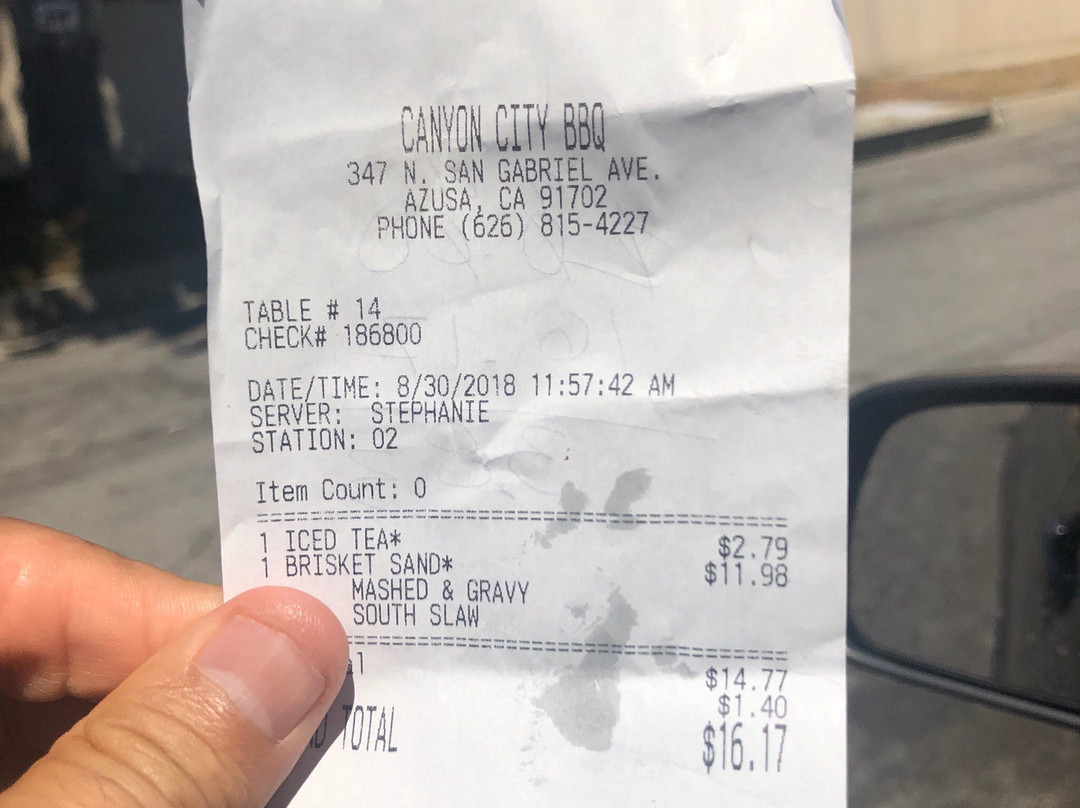 CANYON CITY BBQ
347 N. SAN GABRIEL AVE.
AZUSA, CA 91702
PHONE (626) 815-4227
TABLE # 14
CHECK# 186800
DATE/TIME: 8/30/2018 11:57:42 AM
SERVER: STEPHANIE
STATION: 02
Item Count: 0
1 ICED TEA* $2.79
1 BRISKET SAND* $11.98
MASHED & GRAVY
SOUTH SLAW
$14.77
$1.40
TOTAL $16.17